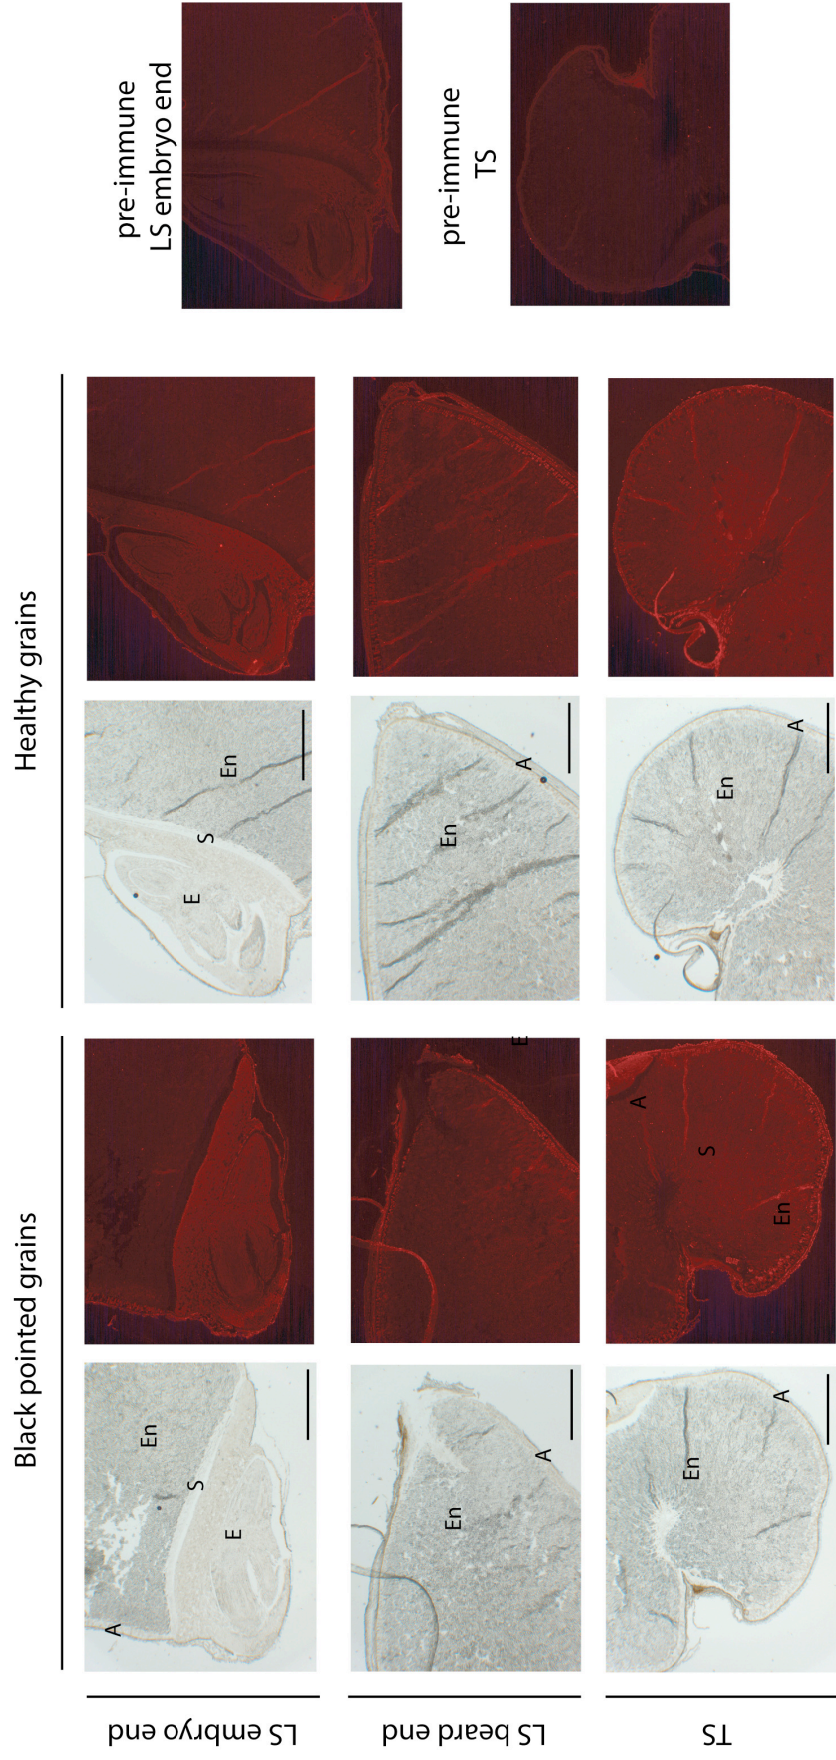 Black pointed grains
Healthy grains
pre-immune
LS embryo end
pre-immune
TS
LS embryo end
A
E
S
En
E
S
En
LS beard end
En
A
E
En
A
TS
En
A
En
S
A
En
A